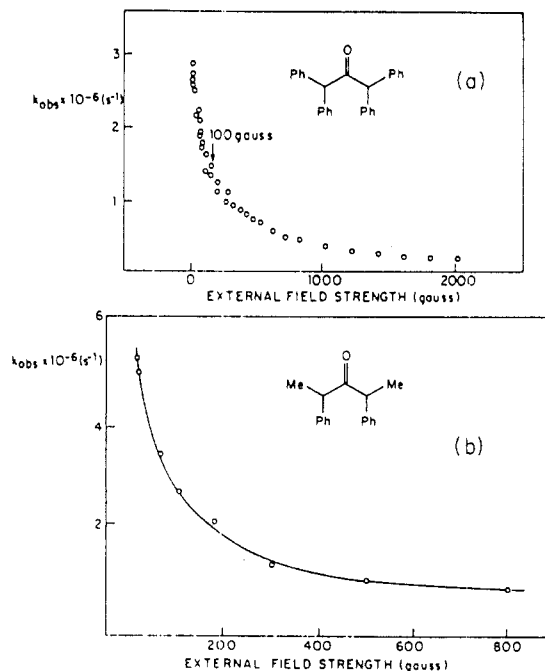 3
O
(a)
Ph
Ph
Ph
Ph
kobs × 10-6 (s-1)
2
100 gauss
1
0
1000
2000
EXTERNAL FIELD STRENGTH (gauss)
6
O
kobs × 10-6 (s-1)
Me
Me
4
Ph
Ph
(b)
2
200
400
600
800
EXTERNAL FIELD STRENGTH (gauss)